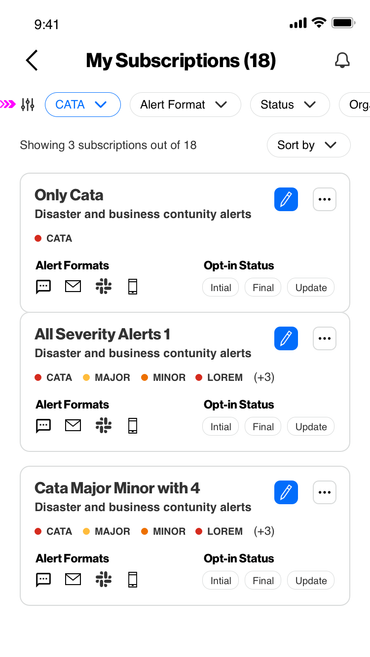 9:41
My Subscriptions (18)
CATA Alert Format Status Orga
Showing 3 subscriptions out of 18 Sort by
Only Cata
Disaster and business contunity alerts
CATA
Alert Formats Opt-in Status
Intial Final Update
All Severity Alerts 1
Disaster and business contunity alerts
CATA MAJOR MINOR LOREM (+3)
Alert Formats Opt-in Status
Intial Final Update
Cata Major Minor with 4
Disaster and business contunity alerts
CATA MAJOR MINOR LOREM (+3)
Alert Formats Opt-in Status
Intial Final Update